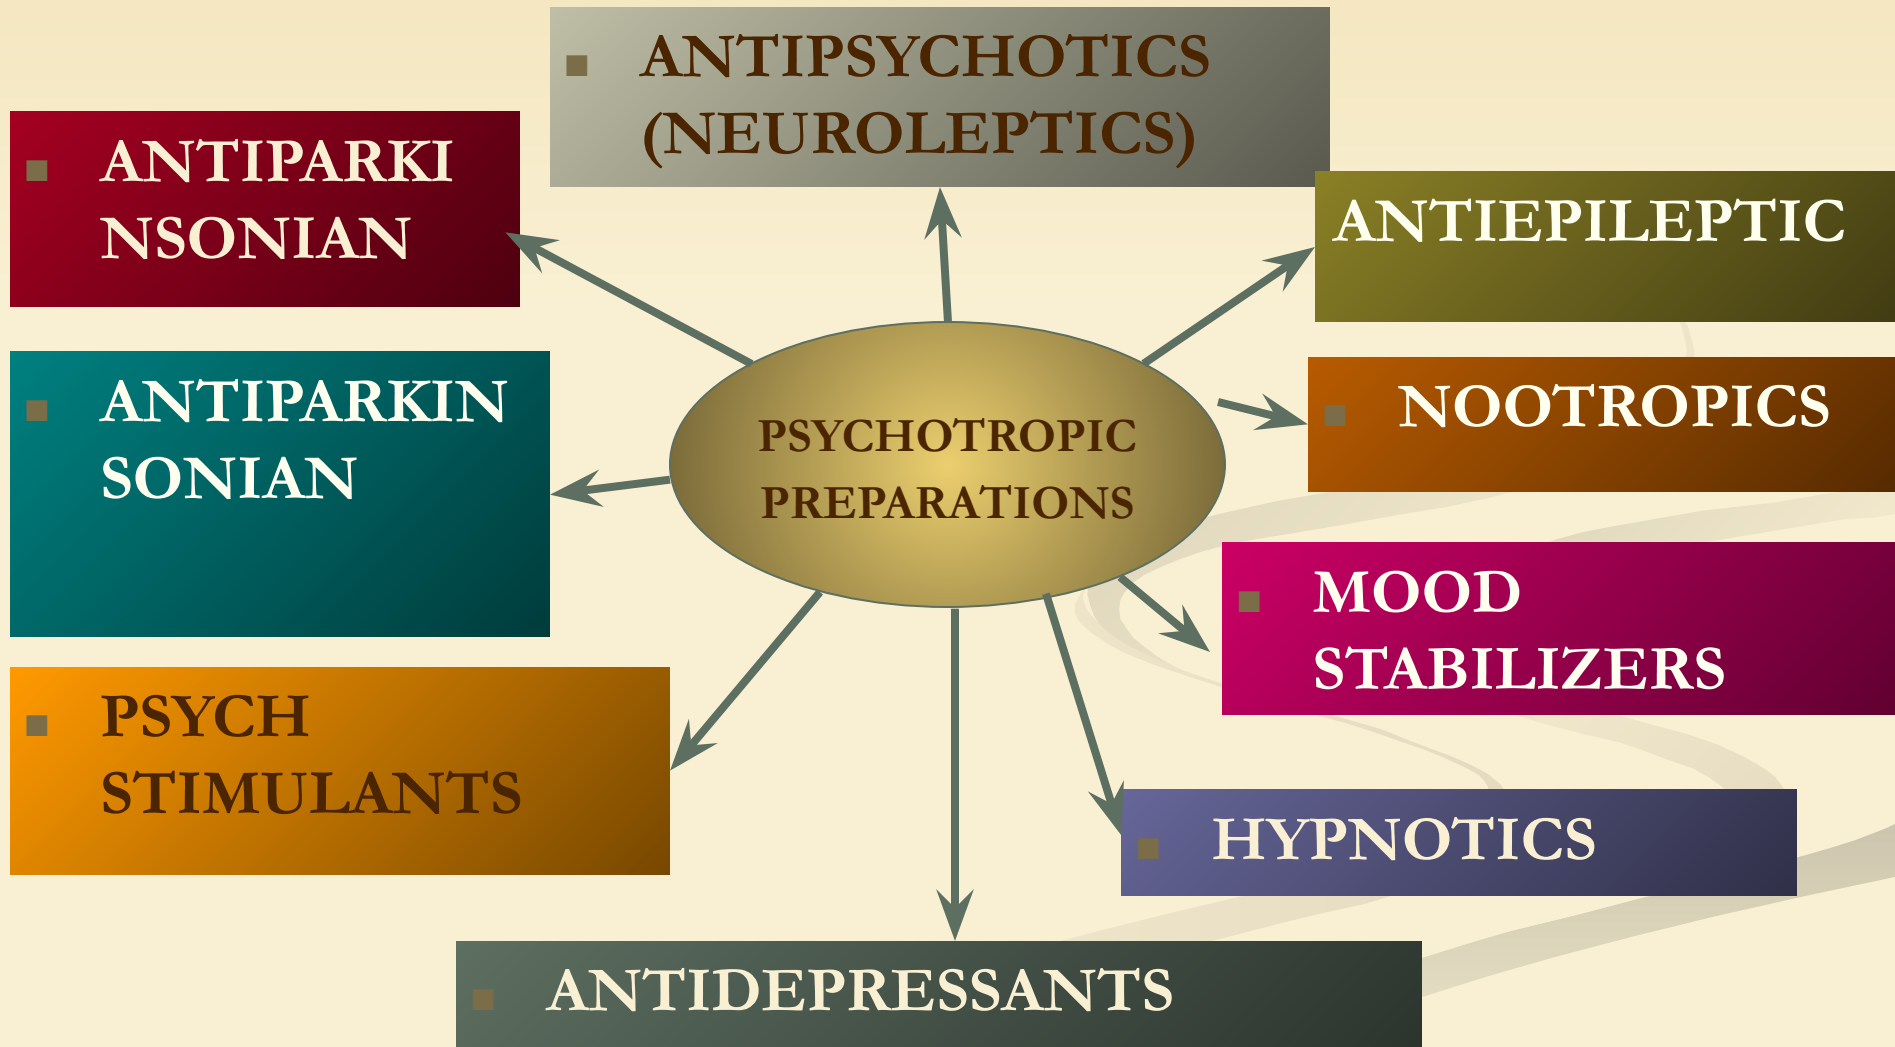 ANTIPSYCHOTICS
(NEUROLEPTICS)
ANTIPARKI
NSONIAN
ANTIEPILEPTIC
ANTIPARKIN
SONIAN
NOOTROPICS
PSYCHOTROPIC
PREPARATIONS
MOOD
STABILIZERS
PSYCH
STIMULANTS
HYPNOTICS
ANTIDEPRESSANTS